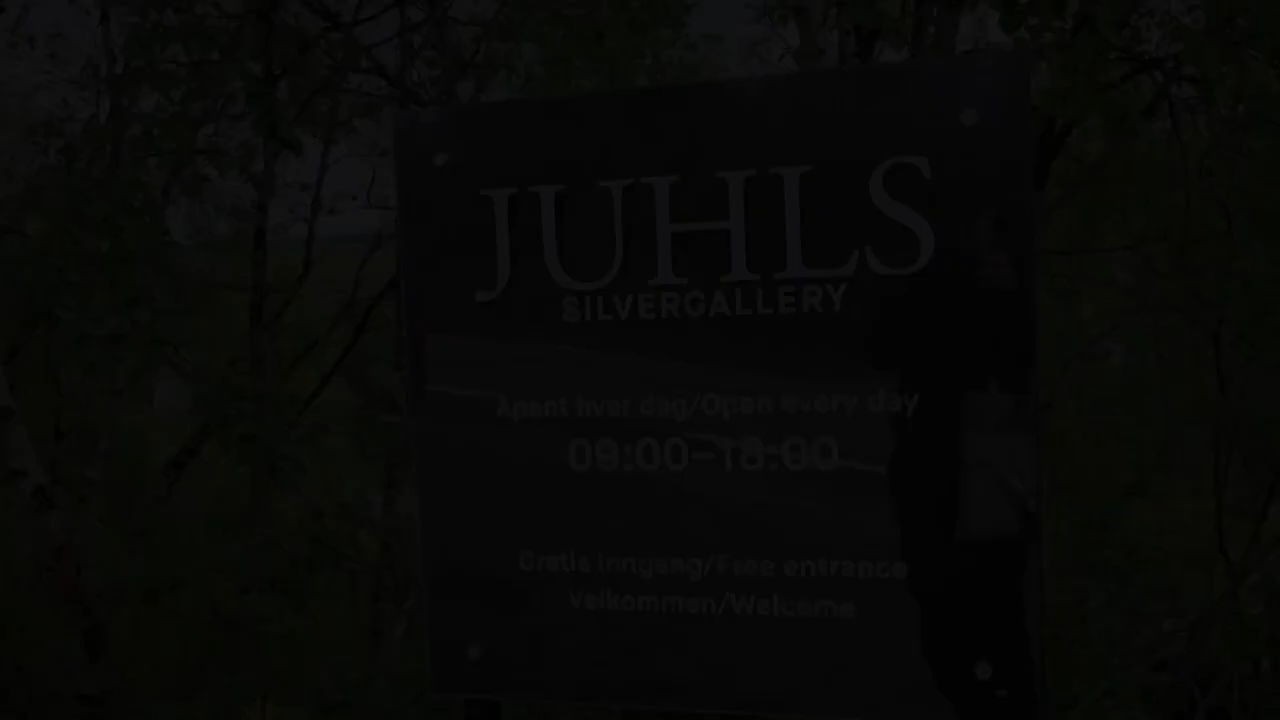 JUHLS
SILVERGALLERY
Åpent hver dag/Open every day
09:00-18:00
Gratis inngang/Free entrance
Velkommen/Welcome